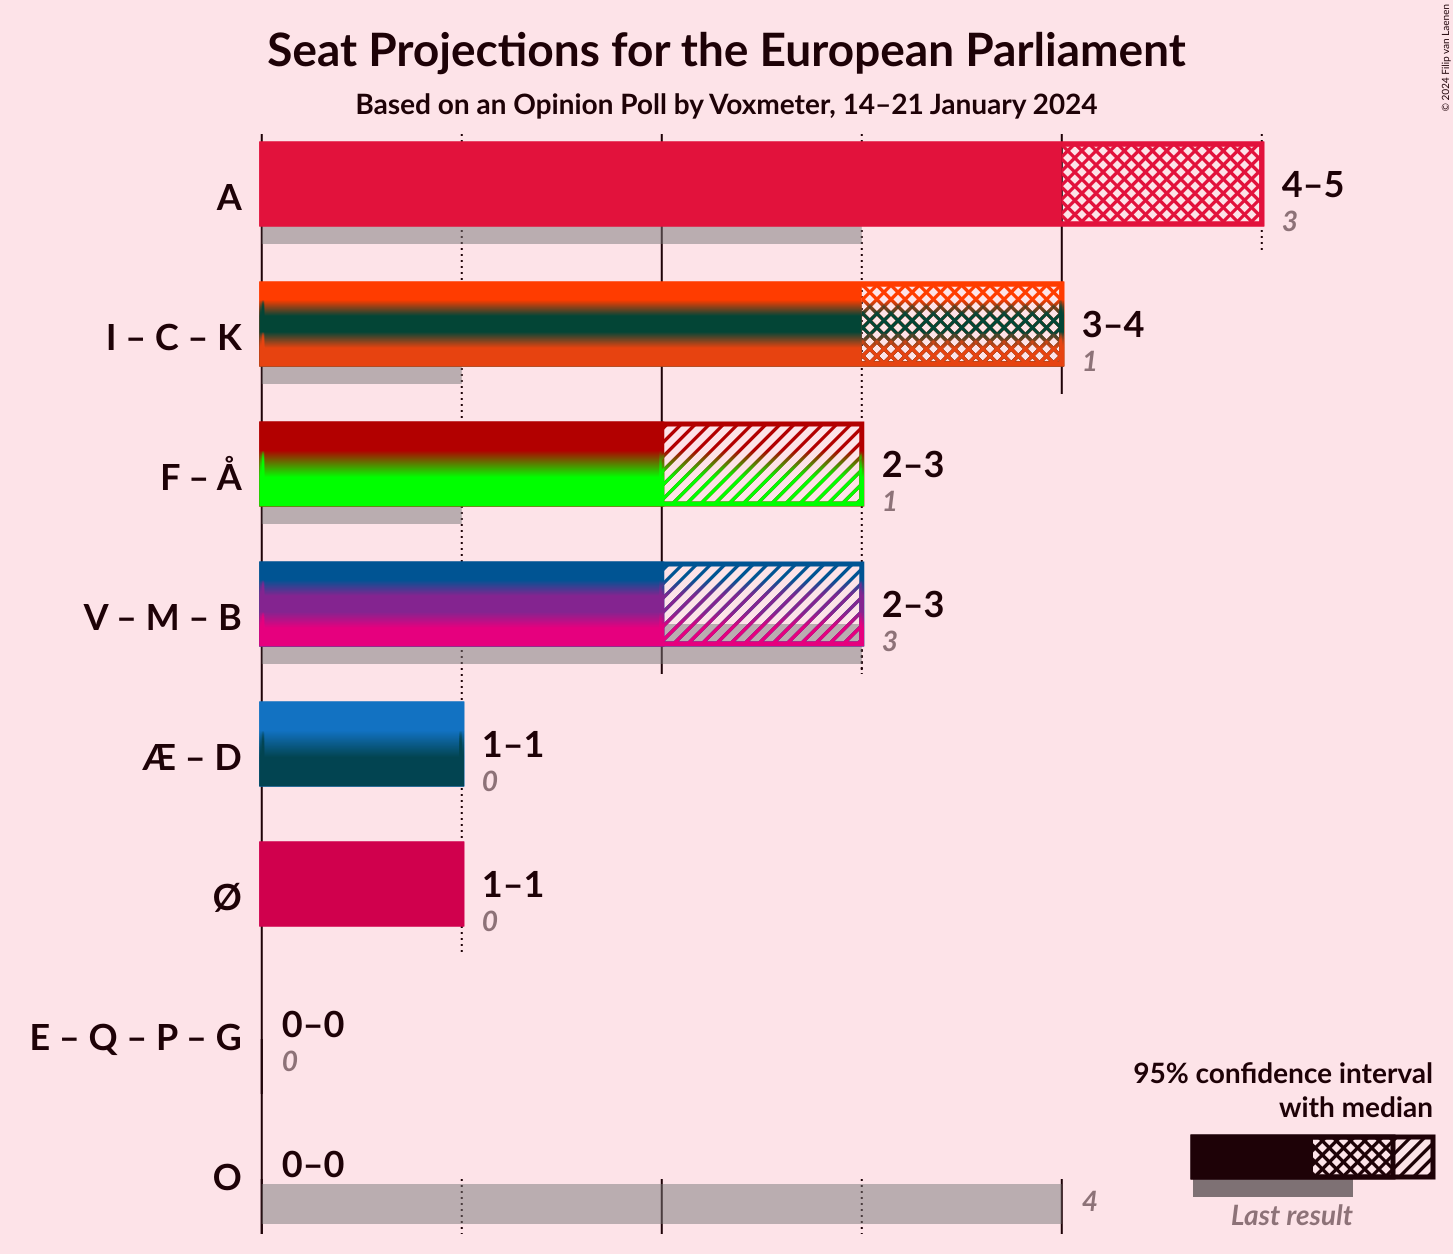 Seat Projections for the European Parliament
Based on an Opinion Poll by Voxmeter, 14–21 January 2024
© 2024 Filip van Laenen
A
4–5
3
I – C – K
3–4
1
F – Å
2–3
1
V – M – B
2–3
3
Æ – D
1–1
0
Ø
1–1
0
E – Q – P – G
0–0
0
O
0–0
4
95% confidence interval
with median
Last result